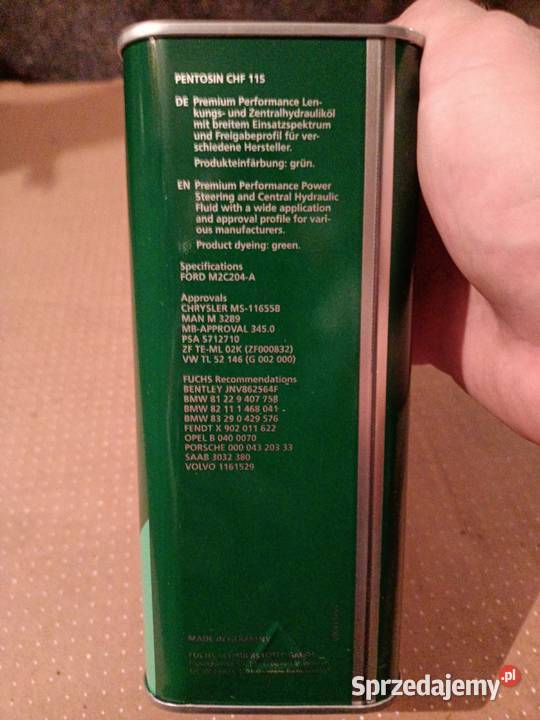 PENTOSIN CHF 11S
DE Premium Performance Len-
kungs- und Zentralhydrauliköl
mit breitem Einsatzspektrum
und Freigabeprofil für ver-
schiedene Hersteller.
Produkteinfärbung: grün.
EN Premium Performance Power
Steering and Central Hydraulic
Fluid with a wide application
and approval profile for vari-
ous manufacturers.
Product dyeing: green.
Specifications
FORD M2C204-A
Approvals
CHRYSLER MS-11655B
MAN M 3289
MB-APPROVAL 345.0
PSA S712710
ZF TE-ML 02K (ZF000832)
VW TL 52 146 (G 002 000)
FUCHS Recommendations
BENTLEY JNV862564F
BMW 81 22 9 407 758
BMW 82 11 1 468 041
BMW 83 29 0 429 576
FENDT X 902 011 622
OPEL B 040 0070
PORSCHE 000 043 203 33
SAAB 3032 380
VOLVO 1161529
MADE IN GERMANY
Sprzedajemy.pl